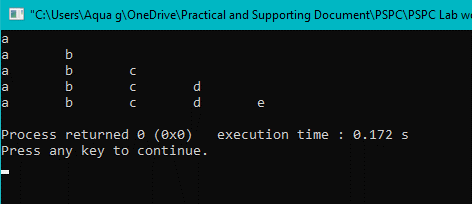 "C:\Users\Aqua g\OneDrive\Practical and Supporting Document\PSPC\PSPC Lab w
a
a b
a b c
a b c d
a b c d e
Process returned 0 (0x0) execution time : 0.172 s
Press any key to continue.